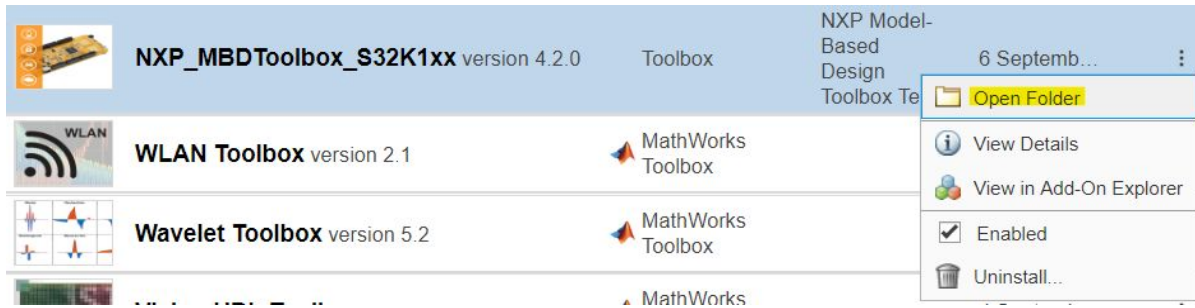 NXP_MBDToolbox_S32K1xx version 4.2.0
Toolbox
NXP Model-
Based
Design
Toolbox Te
6 Septemb...
Open Folder
WLAN
WLAN Toolbox version 2.1
MathWorks
Toolbox
View Details
View in Add-On Explorer
Wavelet Toolbox version 5.2
MathWorks
Toolbox
Enabled
Uninstall...
MathWorks